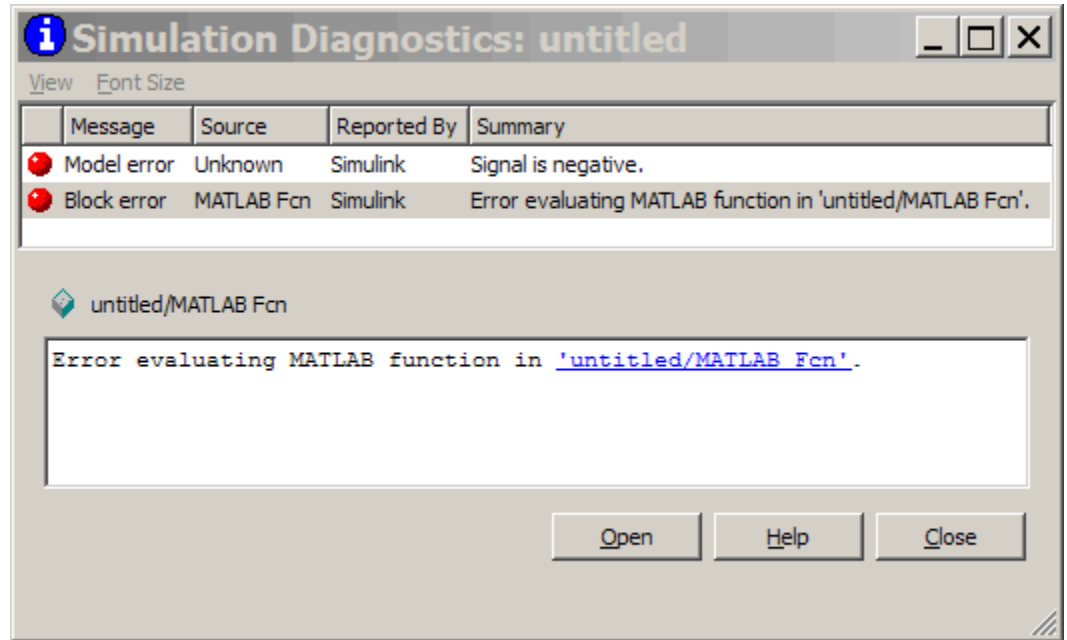 Simulation Diagnostics: untitled
View Font Size
Message Source Reported By Summary
Model error Unknown Simulink Signal is negative.
Block error MATLAB Fcn Simulink Error evaluating MATLAB function in 'untitled/MATLAB Fcn'.
untitled/MATLAB Fcn
Error evaluating MATLAB function in 'untitled/MATLAB Fcn'.
Open Help Close